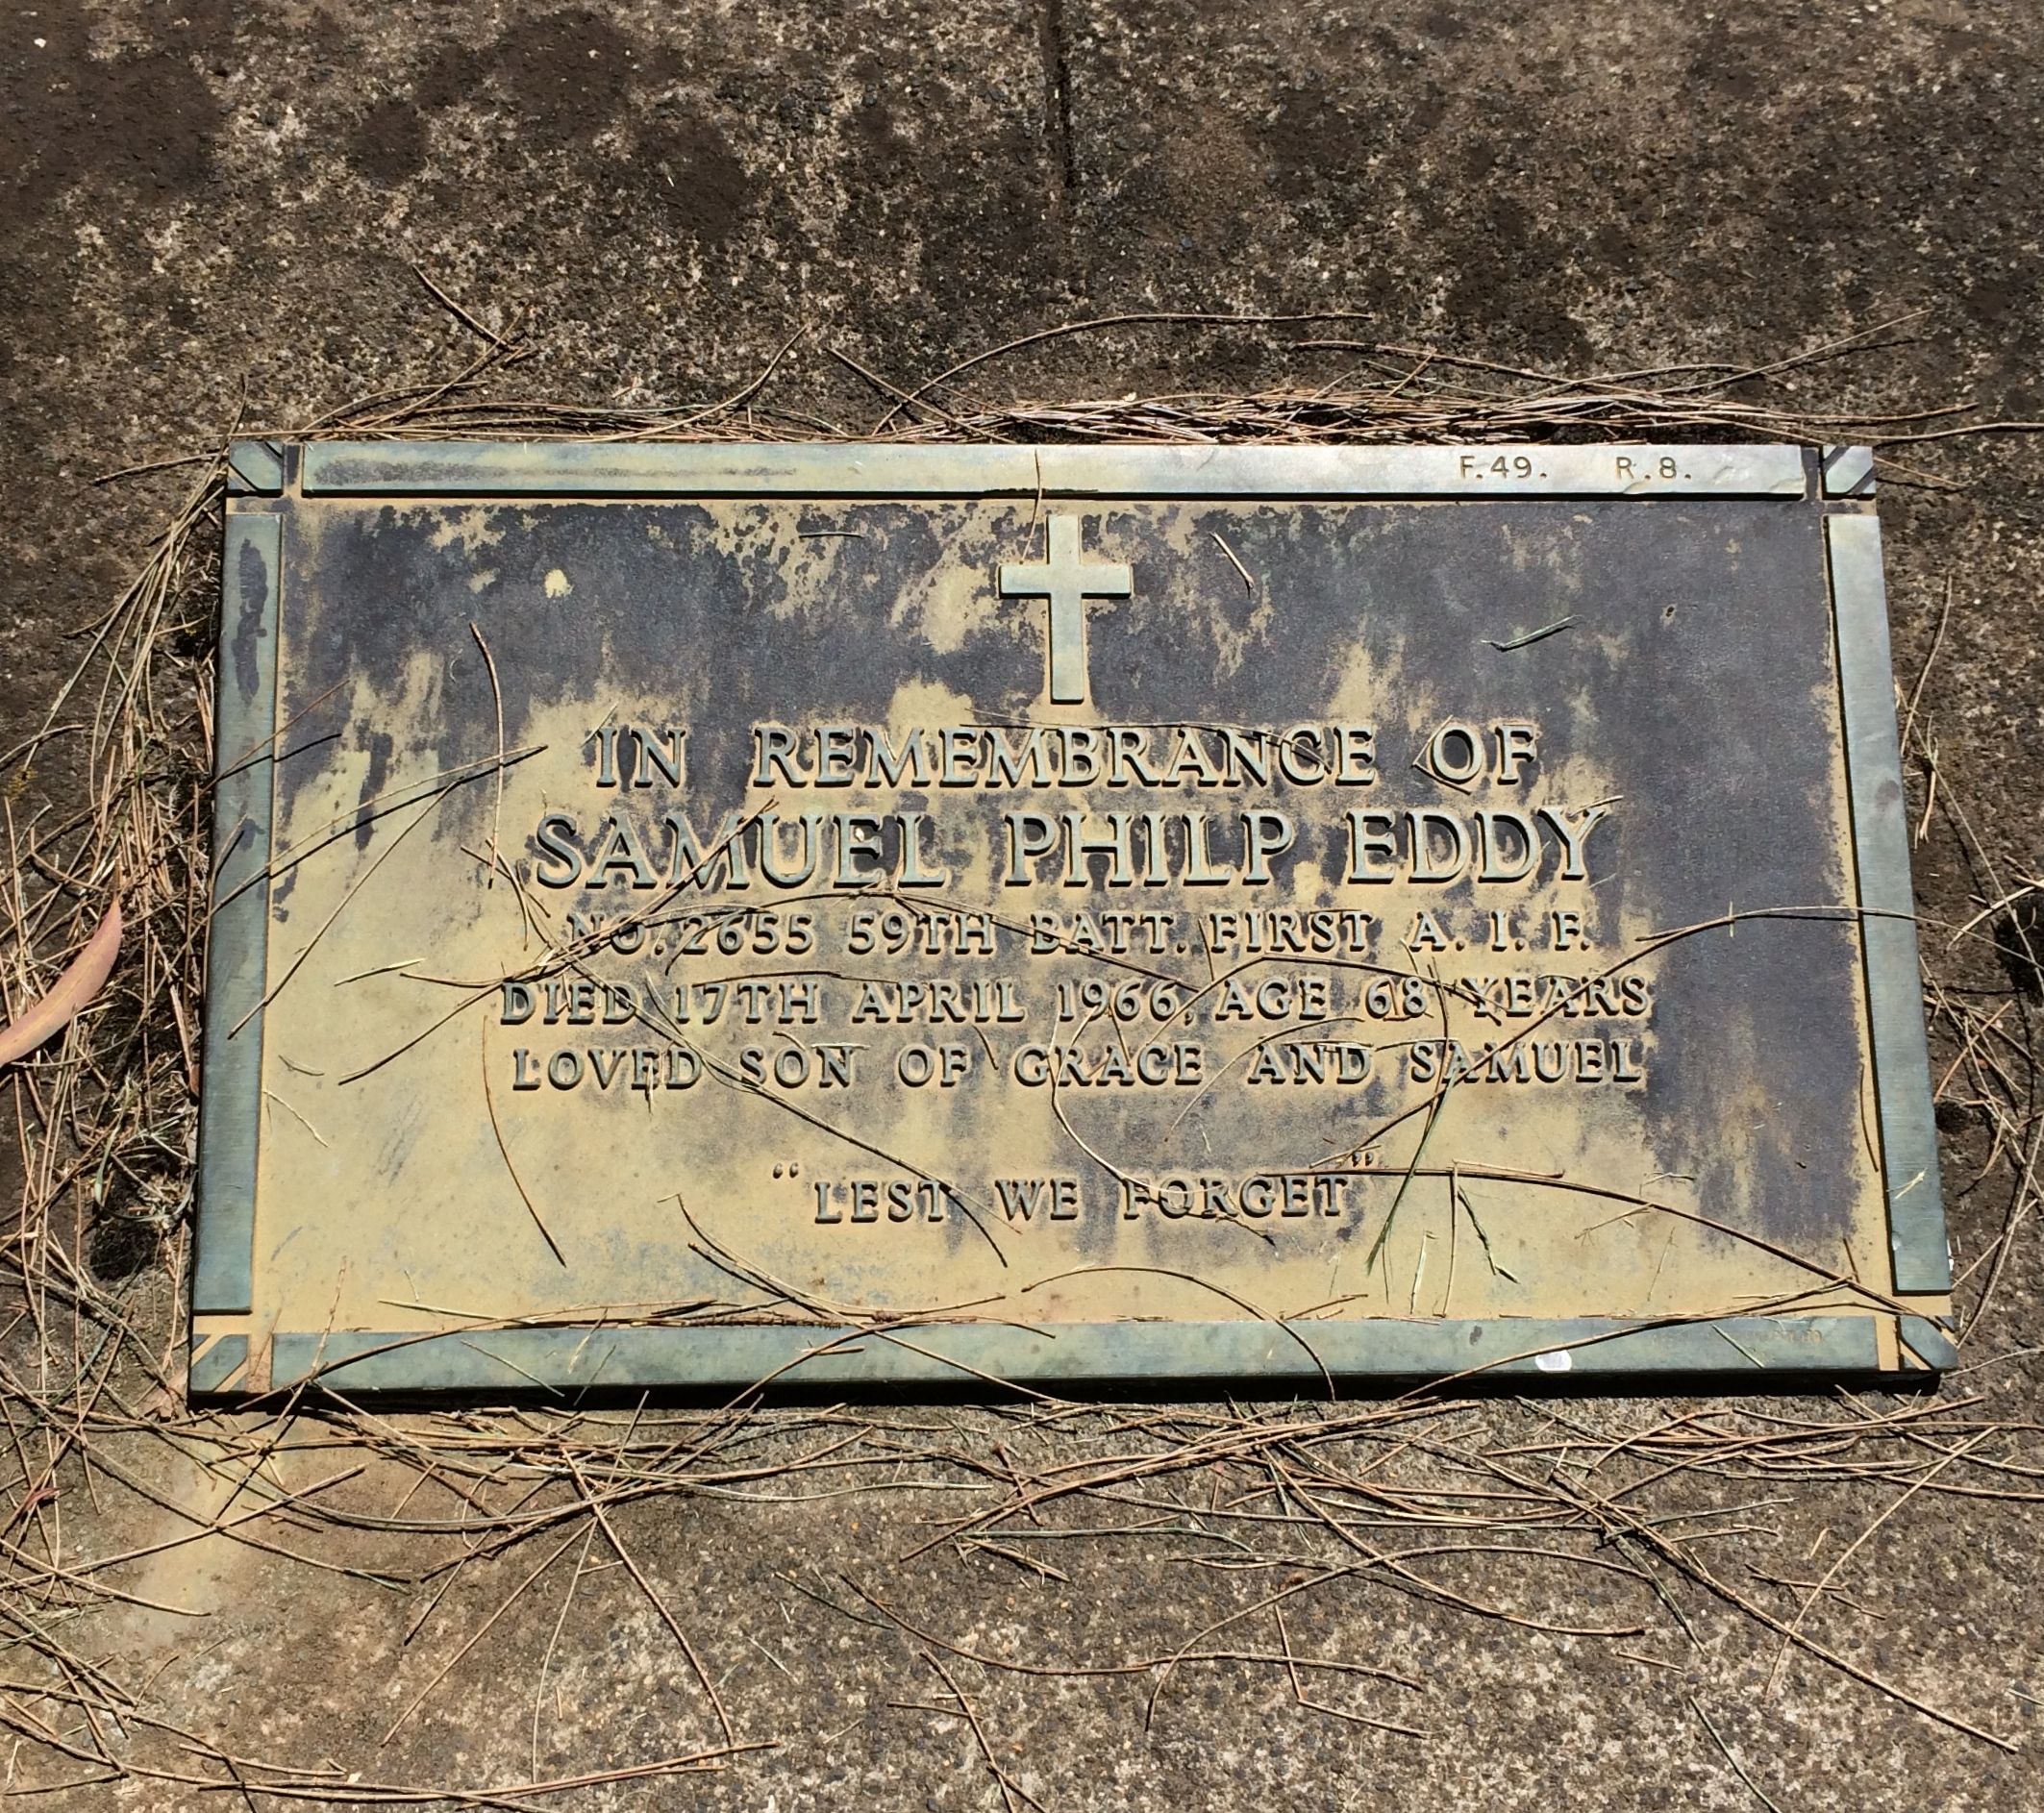 F.49. R.8.
IN REMEMBRANCE OF
SAMUEL PHILP EDDY
NO. 2655 59TH BATT. FIRST A. I. F.
DIED 17TH APRIL 1966, AGE 68 YEARS
LOVED SON OF GRACE AND SAMUEL
“LEST WE FORGET”